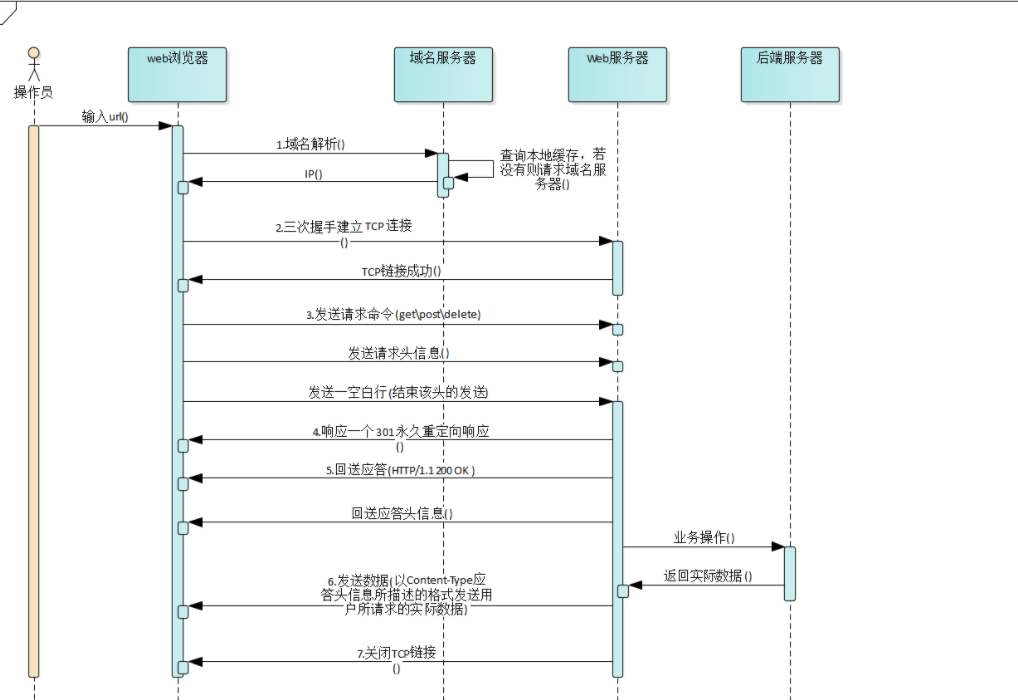 web浏览器
域名服务器
Web服务器
后端服务器
操作员
输入url()
1.域名解析()
查询本地缓存，若
没有则请求域名服
务器()
IP()
2.三次握手建立TCP连接
()
TCP链接成功()
3.发送请求命令(get\post\delete)
发送请求头信息()
发送一空白行(结束该头的发送)
4.响应一个301永久重定向响应
()
5.回送应答(HTTP/1.1 200 OK )
回送应答头信息()
业务操作()
返回实际数据()
6.发送数据(以Content-Type应
答头信息所描述的格式发送用
户所请求的实际数据)
7.关闭TCP链接
()